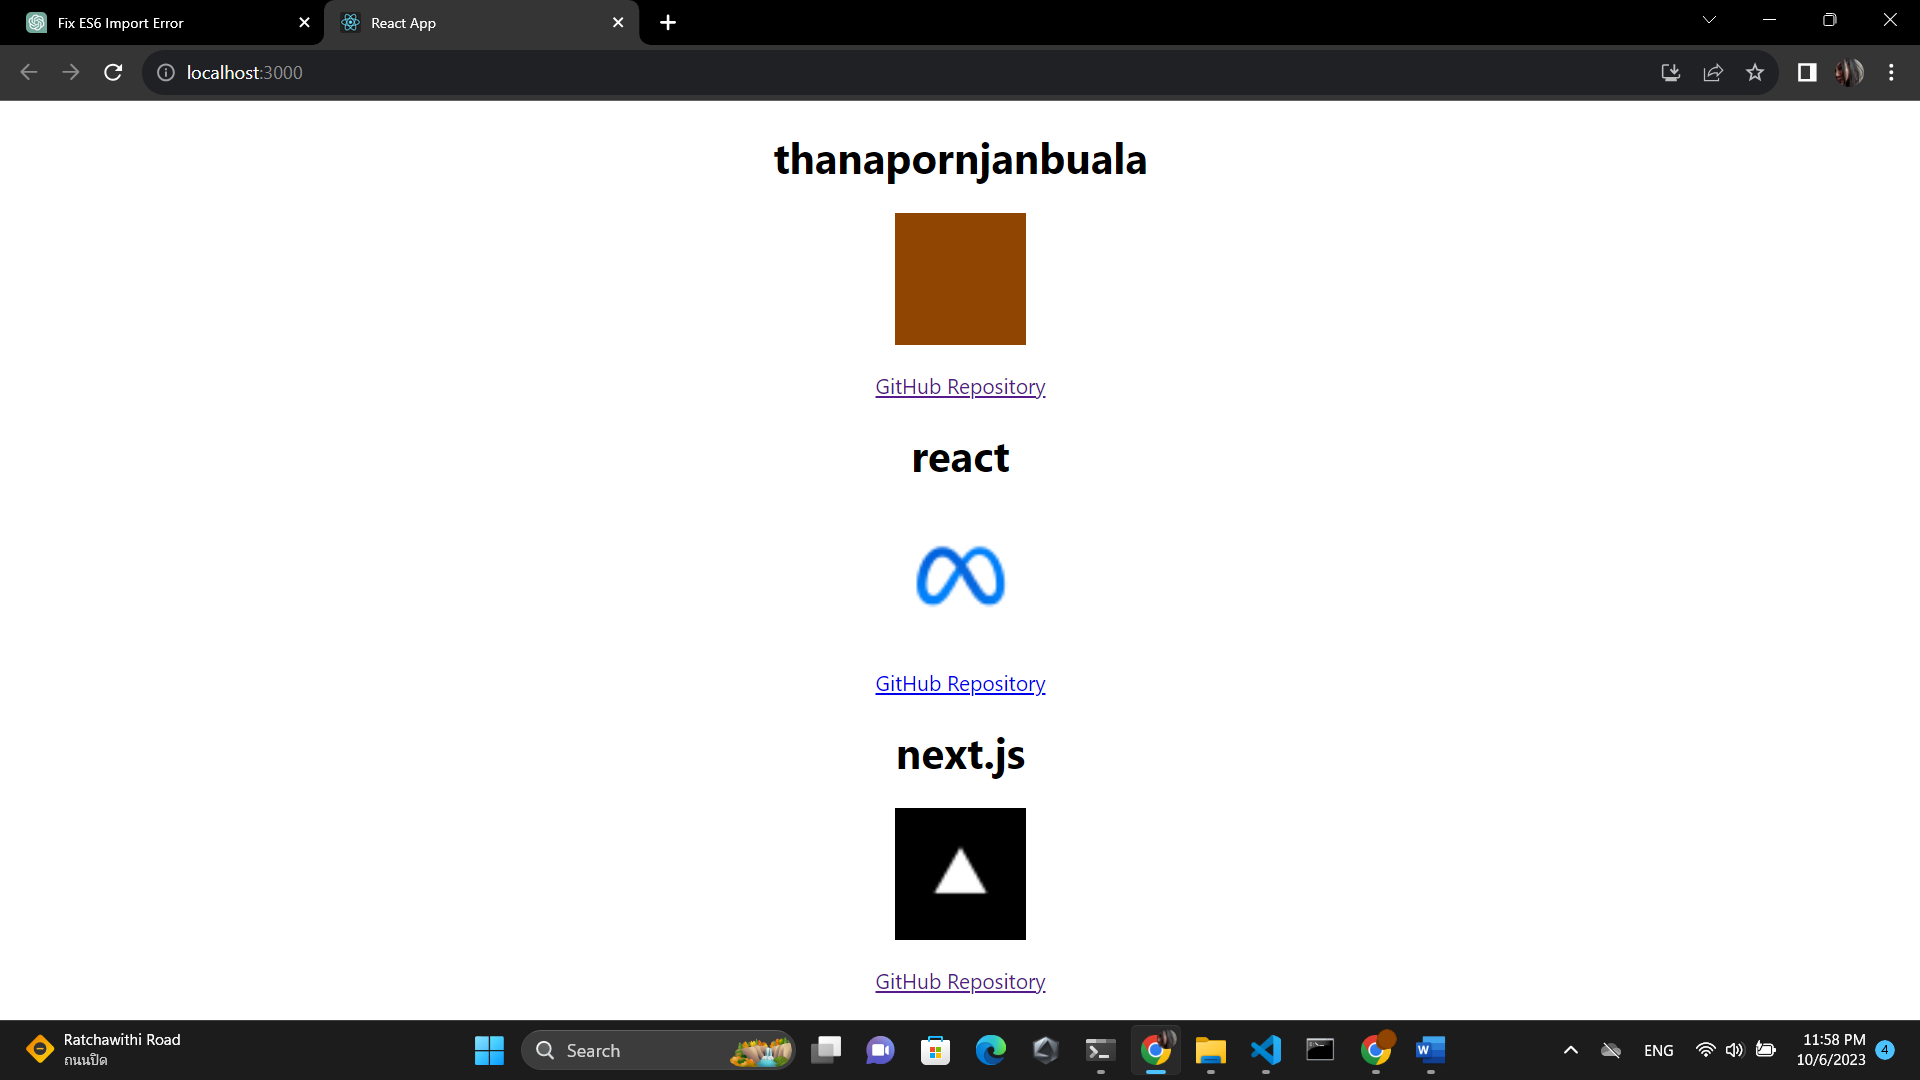 Fix ES6 Import Error
React App
localhost:3000
thanapornjanbuala
GitHub Repository
react
GitHub Repository
next.js
GitHub Repository
Ratchawithi Road
ถนนปิด
Search
ENG
11:58 PM
10/6/2023
4